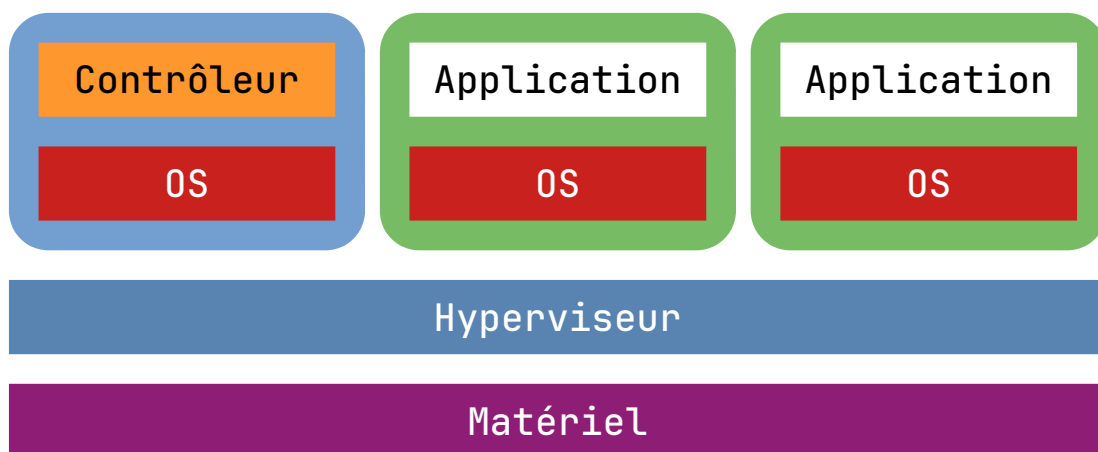 Contrôleur
Application
Application
OS
OS
OS
Hyperviseur
Matériel